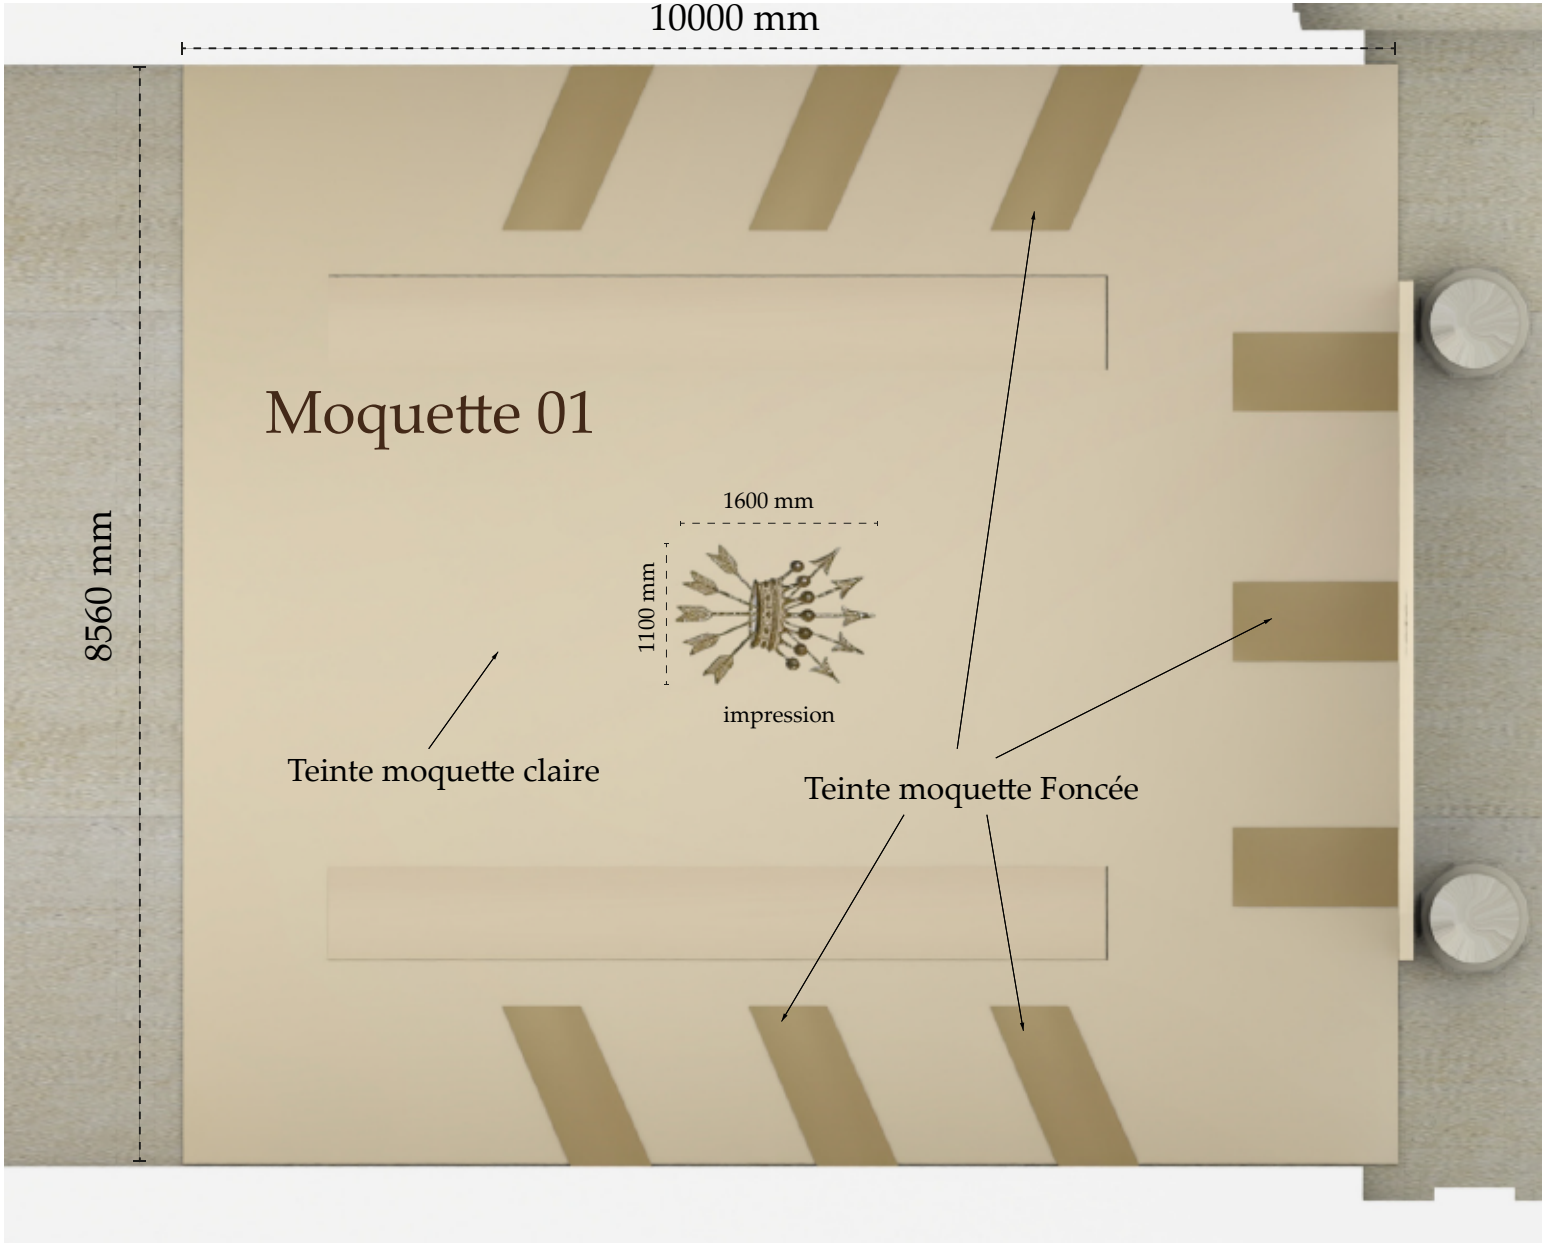 10000 mm
8560 mm
Moquette 01
1600 mm
1100 mm
impression
Teinte moquette claire
Teinte moquette Foncée